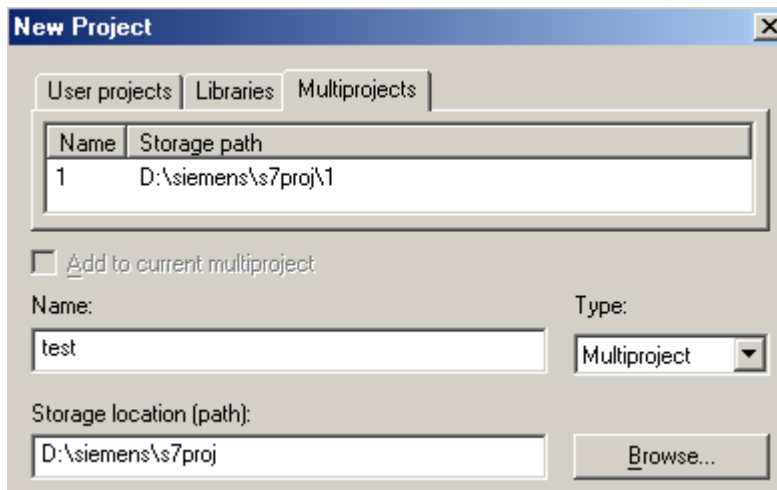 New Project
User projects Libraries Multiprojects
Name Storage path
1 D:\siemens\s7proj\1
Add to current multiproject
Name: Type:
test Multiproject
Storage location (path):
D:\siemens\s7proj Browse...